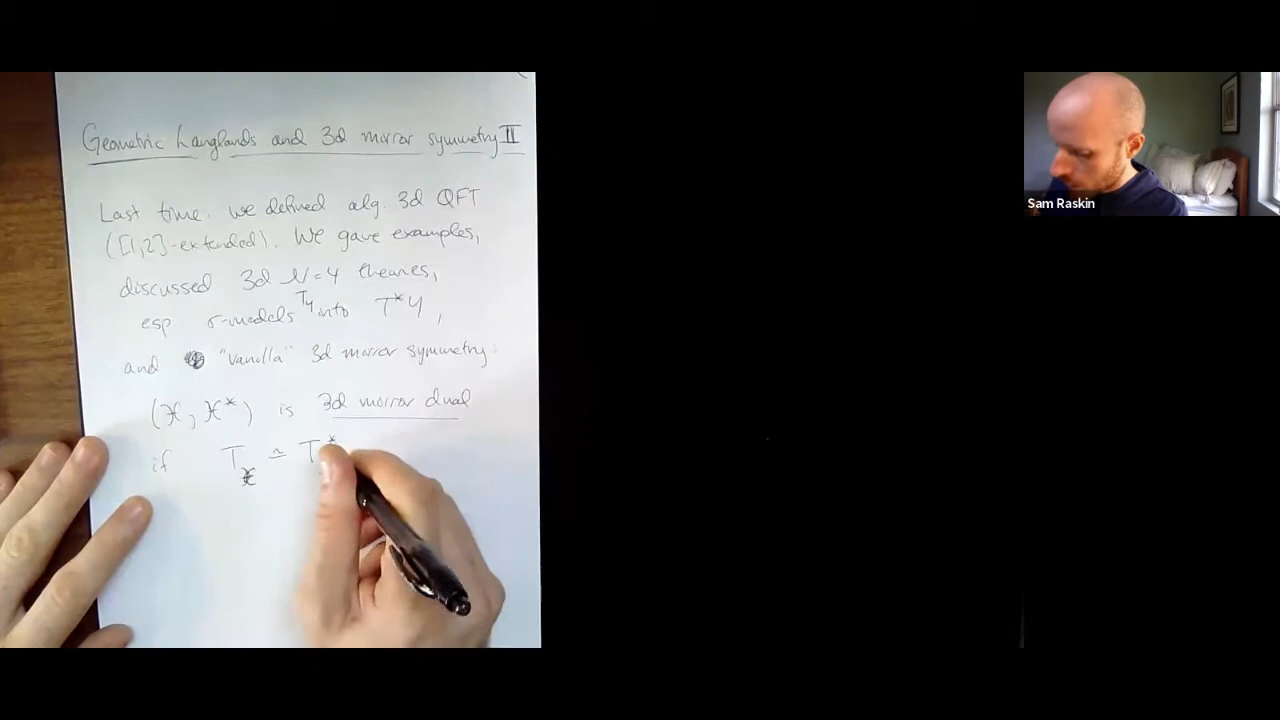 Geometric Langlands and 3d mirror symmetry II
Last time. we defined alg. 3d QFT
([1,2]-extended). We gave examples,
discussed 3d N=4 theories,
esp σ-models T_Y into T*Y,
and "vanilla" 3d mirror symmetry:
(X, X*) is 3d mirror dual
if T_X ≃ T*
Sam Raskin